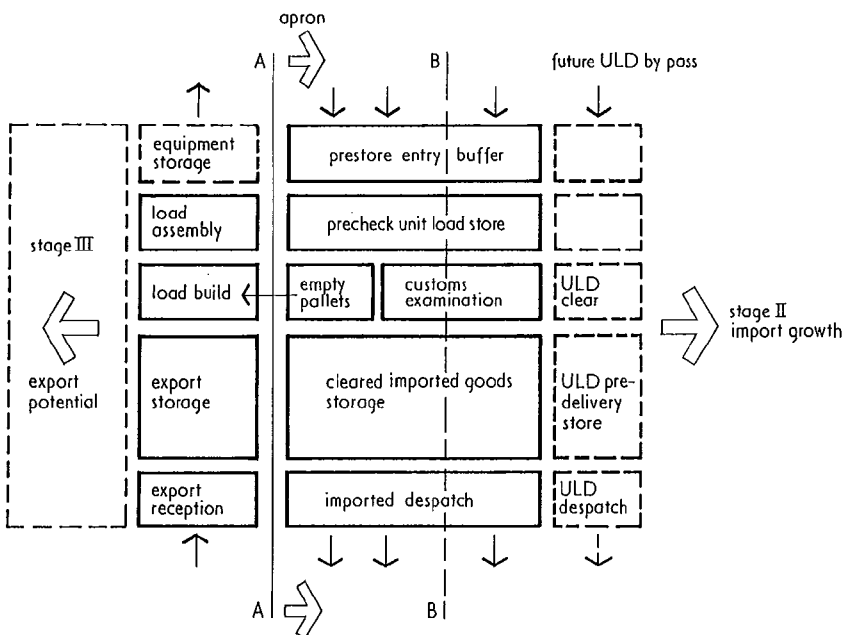 apron
A
B
future ULD by pass
equipment
storage
prestore entry buffer
load
assembly
precheck unit load store
stage III
load build
empty
pallets
customs
examination
ULD
clear
stage II
import growth
export
potential
export
storage
cleared imported goods
storage
ULD pre-
delivery
store
export
reception
imported despatch
ULD
despatch
A
B